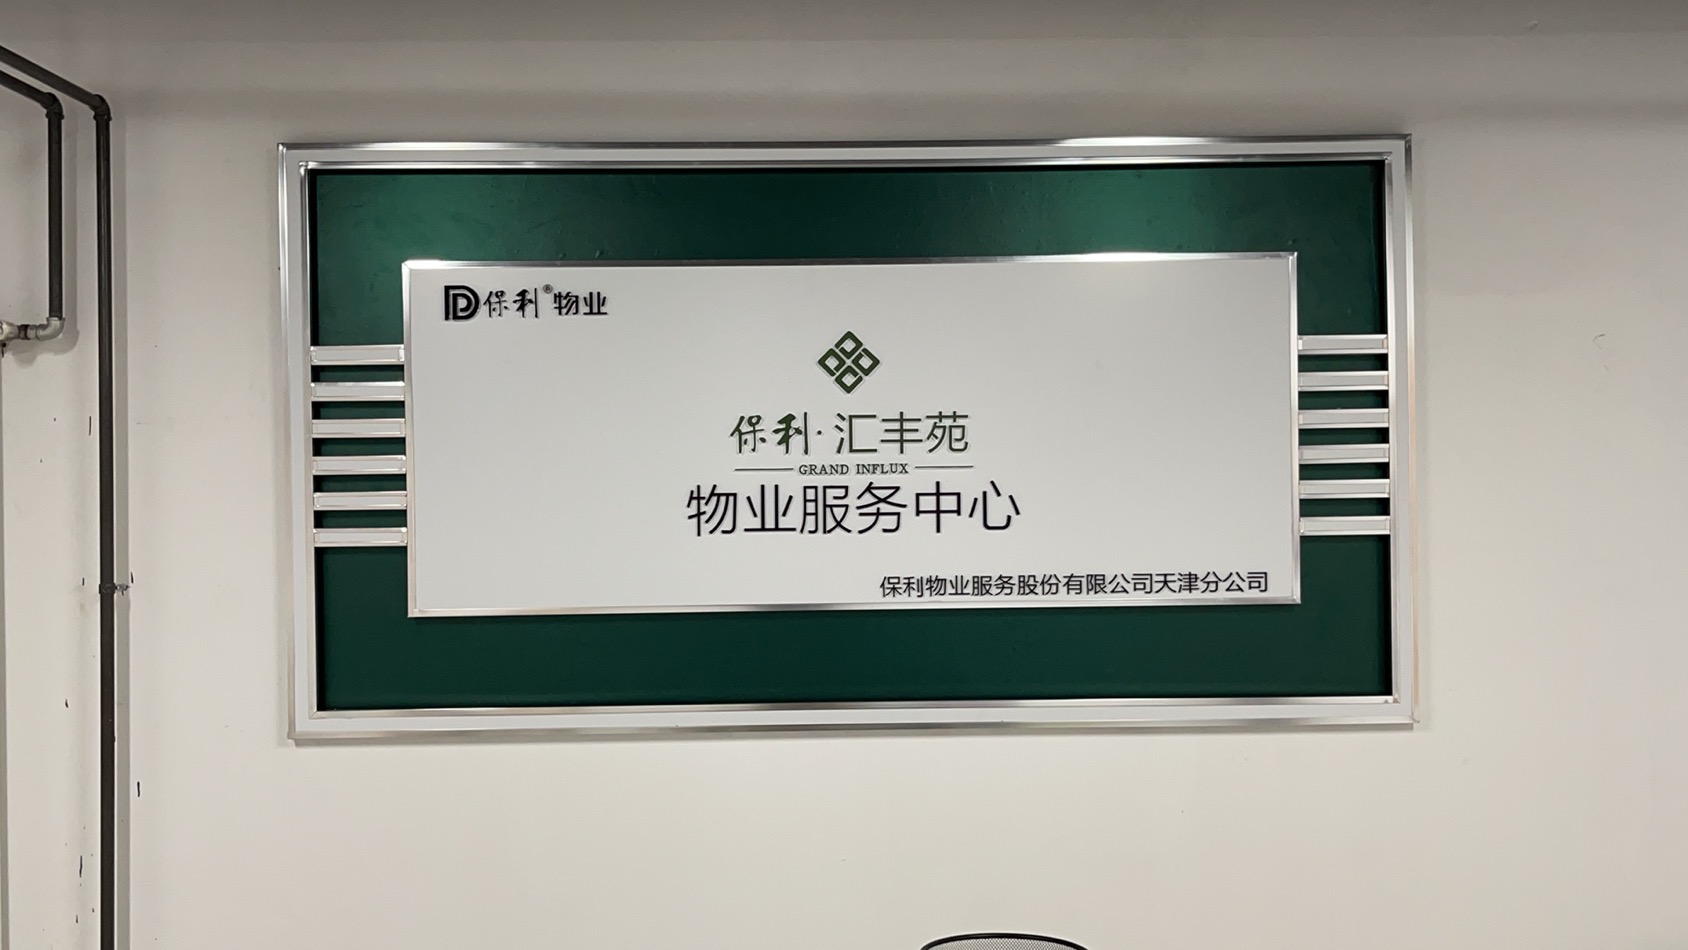 保利®物业
保利·汇丰苑
GRAND INFLUX
物业服务中心
保利物业服务股份有限公司天津分公司